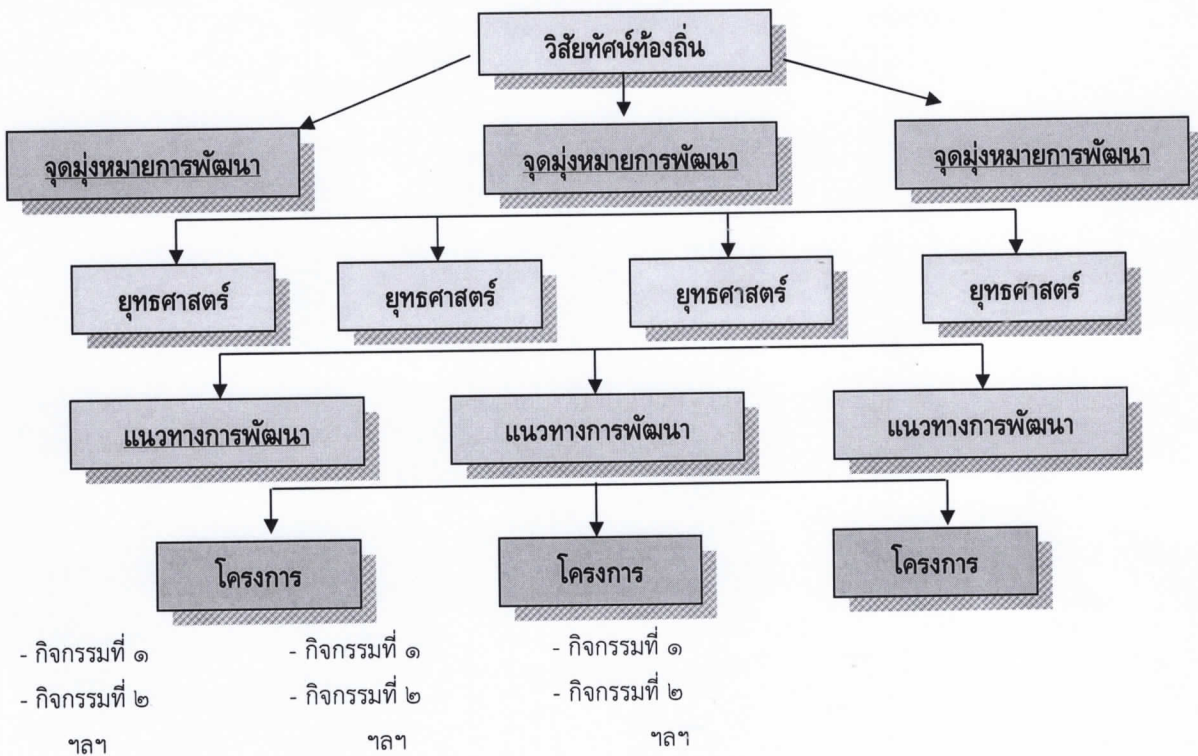 วิสัยทัศน์ท้องถิ่น
จุดมุ่งหมายการพัฒนา จุดมุ่งหมายการพัฒนา จุดมุ่งหมายการพัฒนา
ยุทธศาสตร์ ยุทธศาสตร์ ยุทธศาสตร์ ยุทธศาสตร์
แนวทางการพัฒนา แนวทางการพัฒนา แนวทางการพัฒนา
โครงการ โครงการ โครงการ
- กิจกรรมที่ ๑ - กิจกรรมที่ ๑ - กิจกรรมที่ ๑
- กิจกรรมที่ ๒ - กิจกรรมที่ ๒ - กิจกรรมที่ ๒
ฯลฯ ฯลฯ ฯลฯ